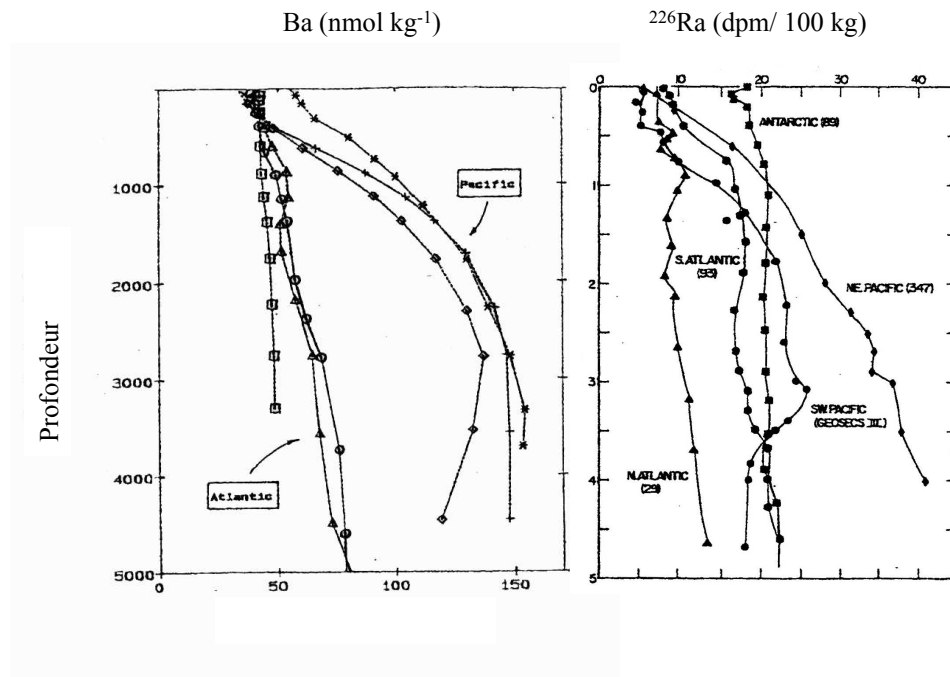 Ba (nmol kg⁻¹)
²²⁶Ra (dpm/ 100 kg)
Profondeur
0
50
100
150
1000
2000
3000
4000
5000
Pacific
Atlantic
0
10
20
30
40
0
1
2
3
4
5
ANTARCTIC (89)
S.ATLANTIC
(93)
N.E.PACIFIC (347)
S.W.PACIFIC
(GEOSECS III)
N.ATLANTIC
(29)